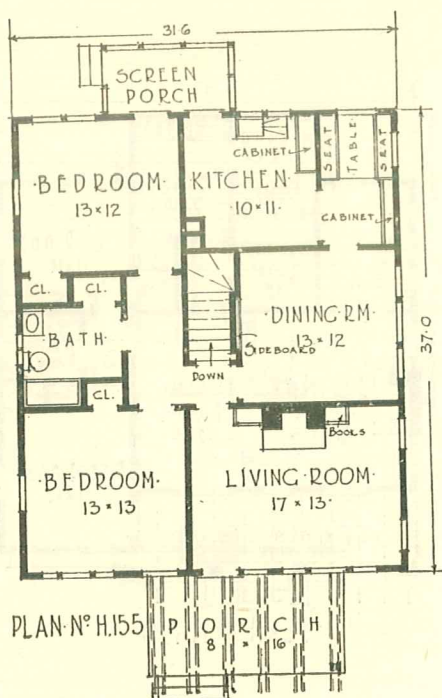 31·6
SCREEN
PORCH
CABINET
SEAT
TABLE
SEAT
·BEDROOM·
13×12
KITCHEN
10×11·
CABINET
CL.
CL.
BATH
·DINING·RM·
13×12
SIDEBOARD
DOWN
37·0
CL.
BOOKS
·BEDROOM·
13×13
LIVING·ROOM·
17×13·
PLAN·Nº H.155
PORCH
8 × 16